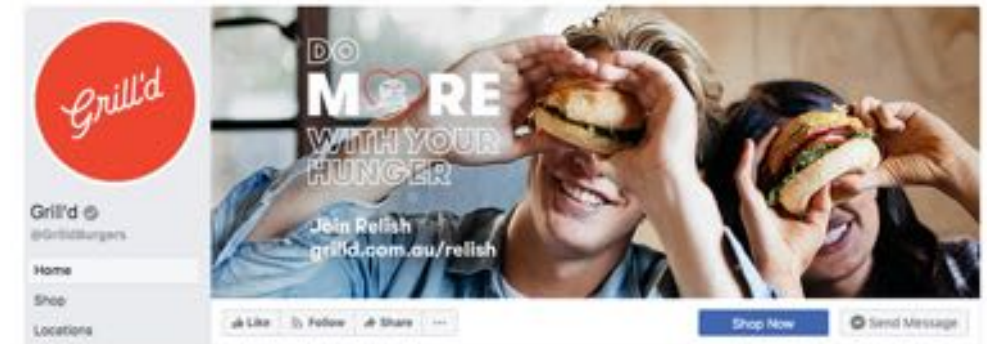 Grill'd
Grill'd
@GrilldBurgers
Home
Shop
Locations
DO
MORE
WITH YOUR
HUNGER
Join Relish
grilld.com.au/relish
Like Follow Share ...
Shop Now
Send Message